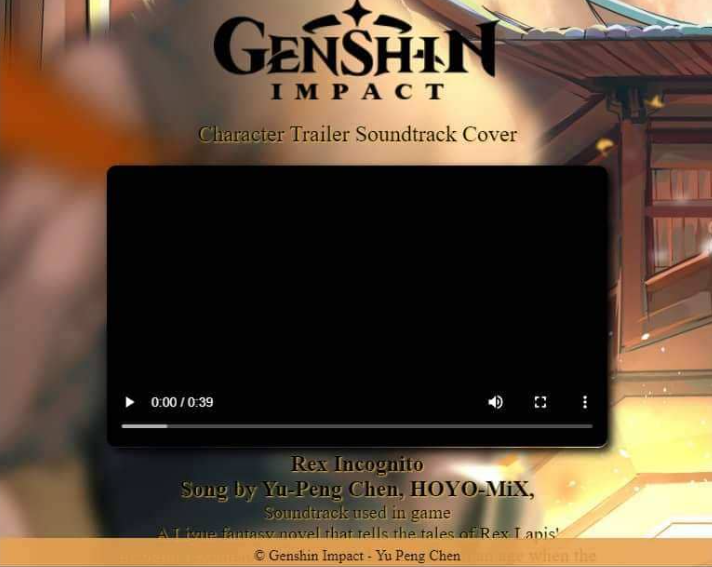 GENSHIN
IMPACT
Character Trailer Soundtrack Cover
0:00 / 0:39
Rex Incognito
Song by Yu-Peng Chen, HOYO-MiX,
Soundtrack used in game
A Liyue fantasy novel that tells the tales of Rex Lapis'
when the
© Genshin Impact - Yu Peng Chen